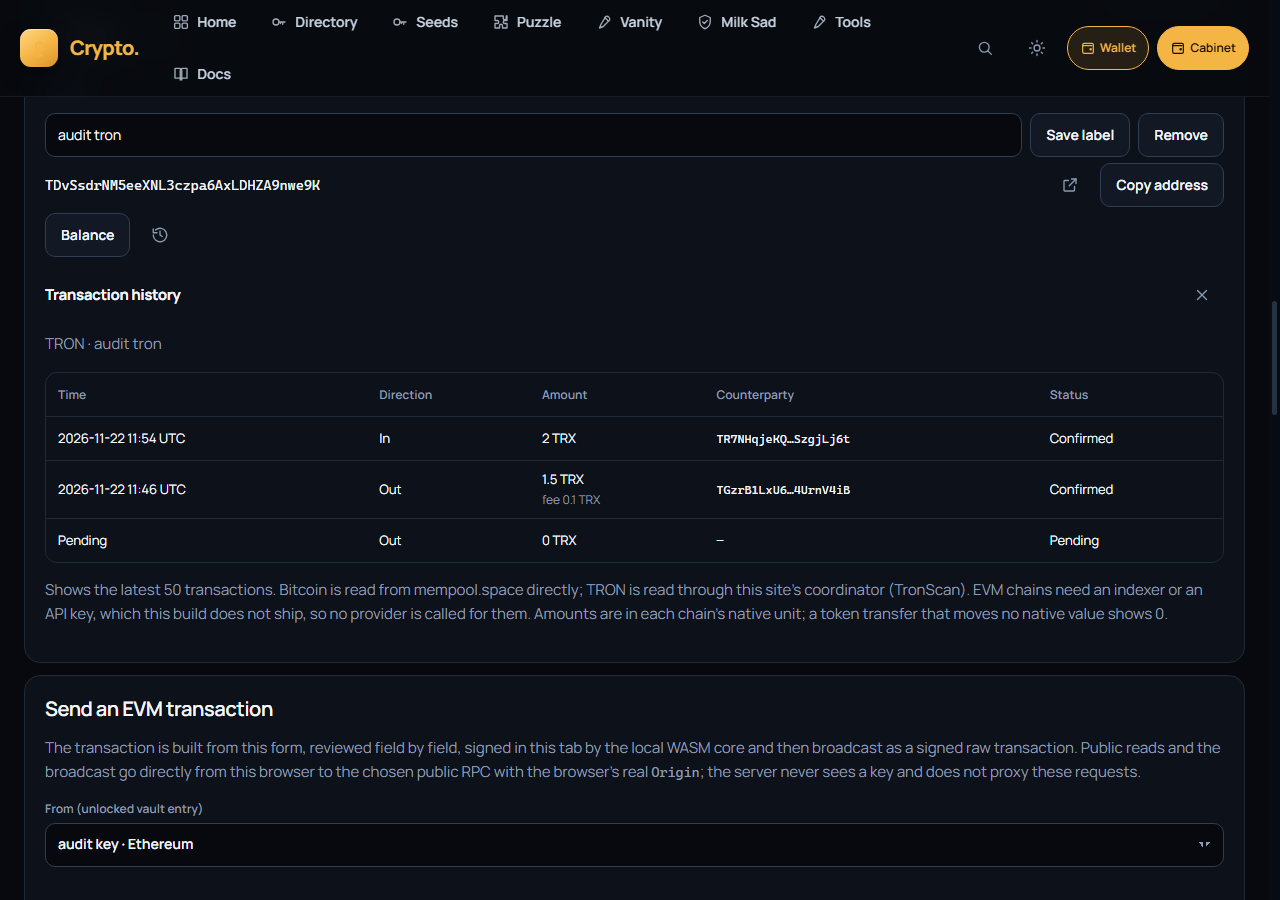 Crypto.
Home
Directory
Seeds
Puzzle
Vanity
Milk Sad
Tools
Docs
Wallet
Cabinet
audit tron
Save label
Remove
TDvSsdrNM5eeXNL3czpa6AxLDHZA9nwe9K
Copy address
Balance
Transaction history
TRON · audit tron
Time Direction Amount Counterparty Status
2026-11-22 11:54 UTC In 2 TRX TR7NHqjeKQ…SzgjLj6t Confirmed
2026-11-22 11:46 UTC Out 1.5 TRX fee 0.1 TRX TGzrB1LxU6…4UrnV4iB Confirmed
Pending Out 0 TRX – Pending
Shows the latest 50 transactions. Bitcoin is read from mempool.space directly; TRON is read through this site's coordinator (TronScan). EVM chains need an indexer or an
API key, which this build does not ship, so no provider is called for them. Amounts are in each chain's native unit; a token transfer that moves no native value shows 0.
Send an EVM transaction
The transaction is built from this form, reviewed field by field, signed in this tab by the local WASM core and then broadcast as a signed raw transaction. Public reads and the
broadcast go directly from this browser to the chosen public RPC with the browser's real Origin; the server never sees a key and does not proxy these requests.
From (unlocked vault entry)
audit key · Ethereum